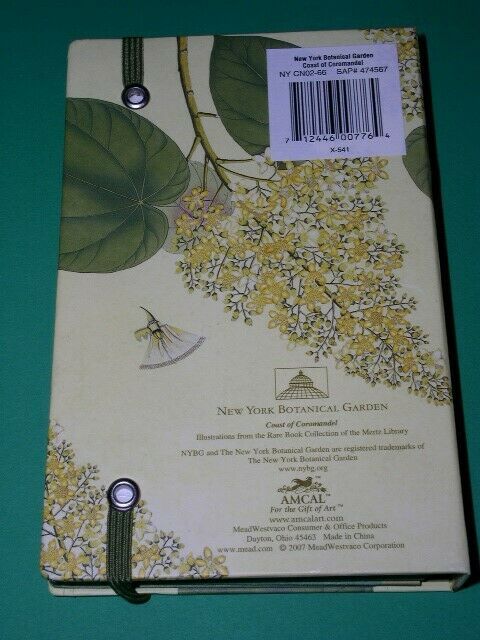 New York Botanical Garden
Coast of Coromandel
NY CN02-66 SAP# 474567
7 12446 00776 4
X-541
NEW YORK BOTANICAL GARDEN
Coast of Coromandel
Illustrations from the Rare Book Collection of the Mertz Library
NYBG and The New York Botanical Garden are registered trademarks of
The New York Botanical Garden
www.nybg.org
AMCAL™
For the Gift of Art™
www.amcalart.com
MeadWestvaco Consumer & Office Products
Dayton, Ohio 45463 Made in China
www.mead.com © 2007 MeadWestvaco Corporation